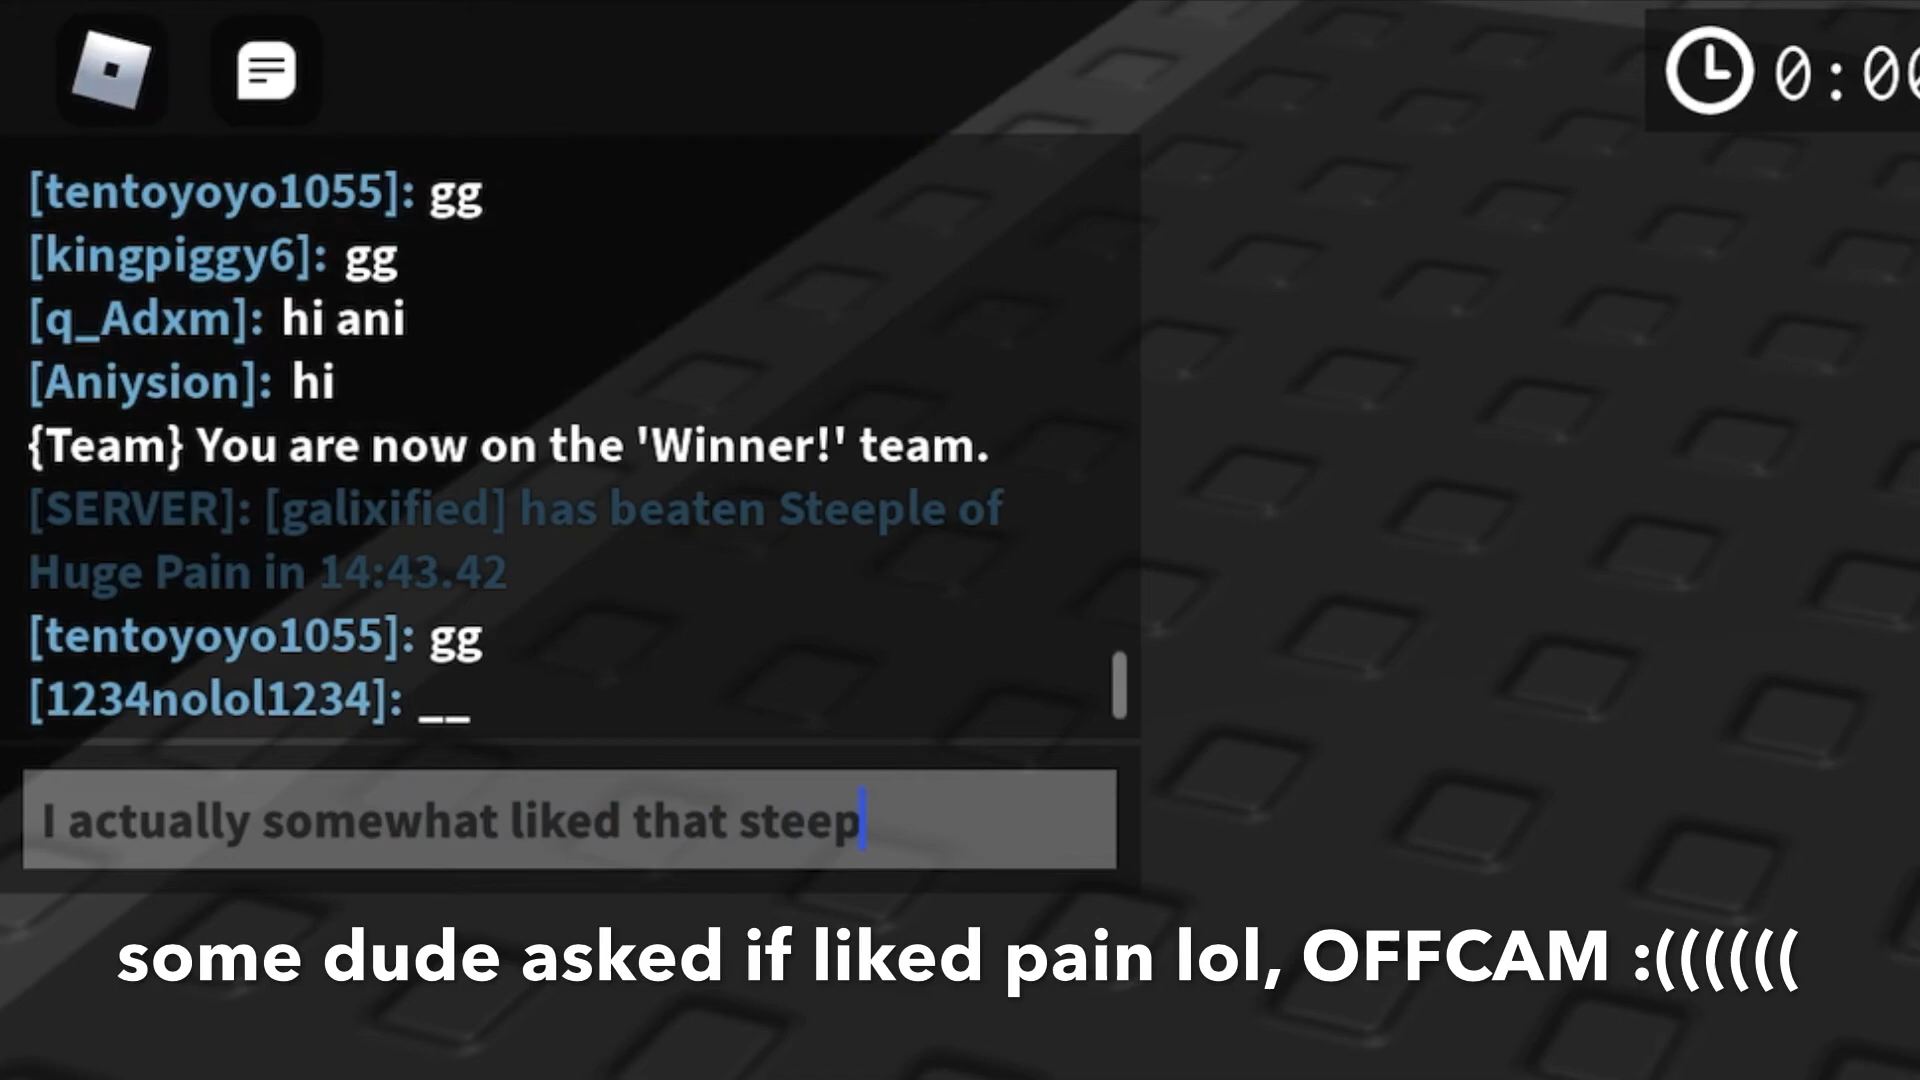 0:00
[tentoyoyo1055]: gg
[kingpiggy6]: gg
[q_Adxm]: hi ani
[Aniysion]: hi
{Team} You are now on the 'Winner!' team.
[SERVER]: [galixified] has beaten Steeple of
Huge Pain in 14:43.42
[tentoyoyo1055]: gg
[1234nolol1234]: __
I actually somewhat liked that steep
some dude asked if liked pain lol, OFFCAM :((((((